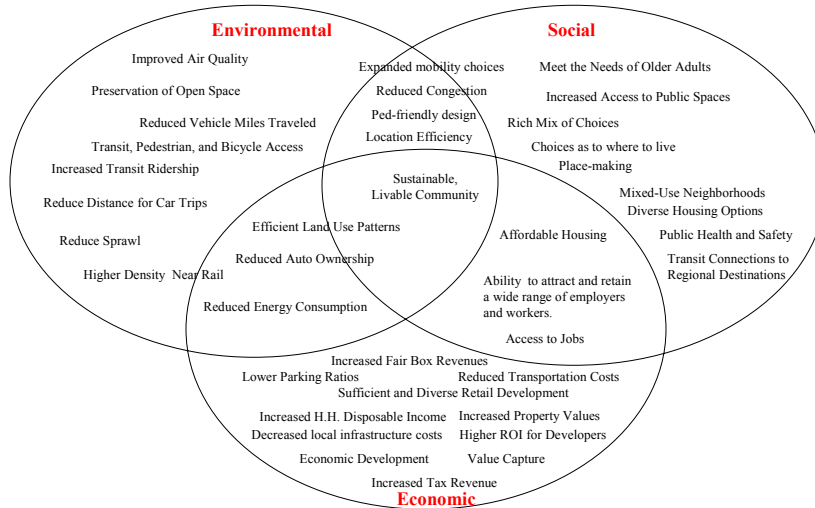 Environmental
Social
Improved Air Quality
Expanded mobility choices
Meet the Needs of Older Adults
Preservation of Open Space
Reduced Congestion
Increased Access to Public Spaces
Reduced Vehicle Miles Traveled
Ped-friendly design
Rich Mix of Choices
Transit, Pedestrian, and Bicycle Access
Location Efficiency
Choices as to where to live
Increased Transit Ridership
Place-making
Sustainable,
Livable Community
Reduce Distance for Car Trips
Mixed-Use Neighborhoods
Diverse Housing Options
Efficient Land Use Patterns
Affordable Housing
Public Health and Safety
Reduce Sprawl
Reduced Auto Ownership
Transit Connections to
Regional Destinations
Higher Density Near Rail
Ability to attract and retain
a wide range of employers
and workers.
Reduced Energy Consumption
Access to Jobs
Increased Fair Box Revenues
Lower Parking Ratios
Reduced Transportation Costs
Sufficient and Diverse Retail Development
Increased H.H. Disposable Income
Increased Property Values
Decreased local infrastructure costs
Higher ROI for Developers
Economic Development
Value Capture
Increased Tax Revenue
Economic